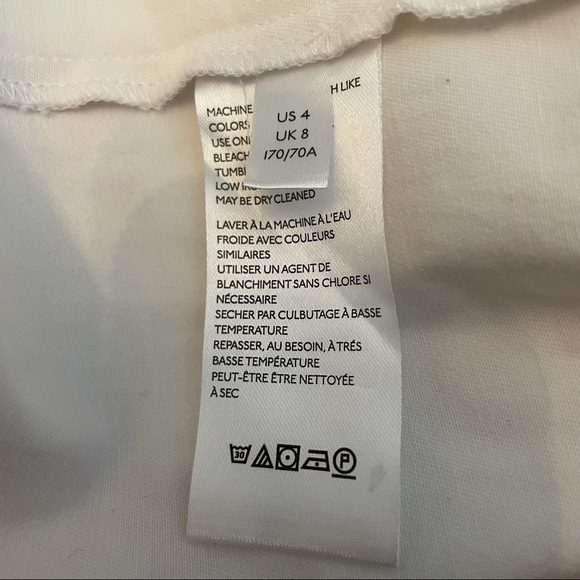 H LIKE
MACHINE
COLORS
USE ON
BLEACH
TUMB
LOW
MAY BE DRY CLEANED
US 4
UK 8
170/70A
LAVER À LA MACHINE À L'EAU
FROIDE AVEC COULEURS
SIMILAIRES
UTILISER UN AGENT DE
BLANCHIMENT SANS CHLORE SI
NÉCESSAIRE
SECHER PAR CULBUTAGE À BASSE
TEMPERATURE
REPASSER, AU BESOIN, À TRÉS
BASSE TEMPÉRATURE
PEUT-ÊTRE ÊTRE NETTOYÉE
À SEC
30
P